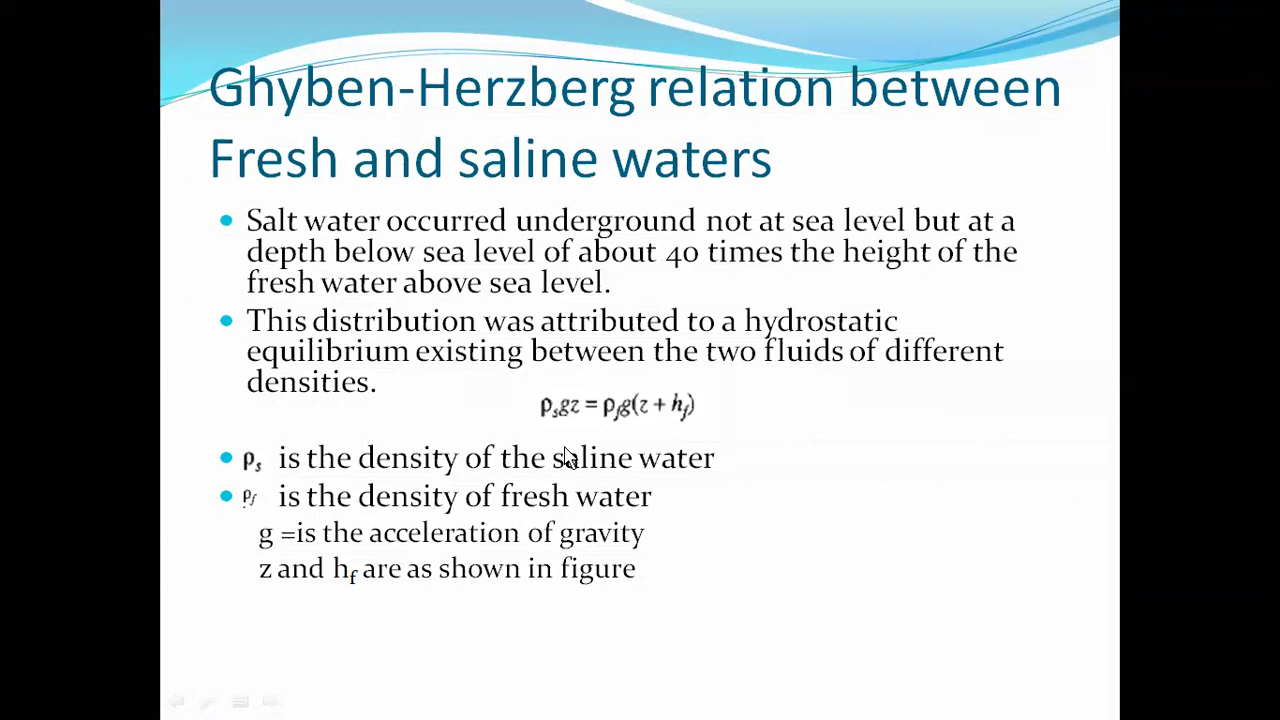 Ghyben-Herzberg relation between
Fresh and saline waters
• Salt water occurred underground not at sea level but at a
depth below sea level of about 40 times the height of the
fresh water above sea level.
• This distribution was attributed to a hydrostatic
equilibrium existing between the two fluids of different
densities.
ρₛgz = ρ_f g(z + h_f)
• ρₛ is the density of the saline water
• ρ_f is the density of fresh water
g =is the acceleration of gravity
z and h_f are as shown in figure